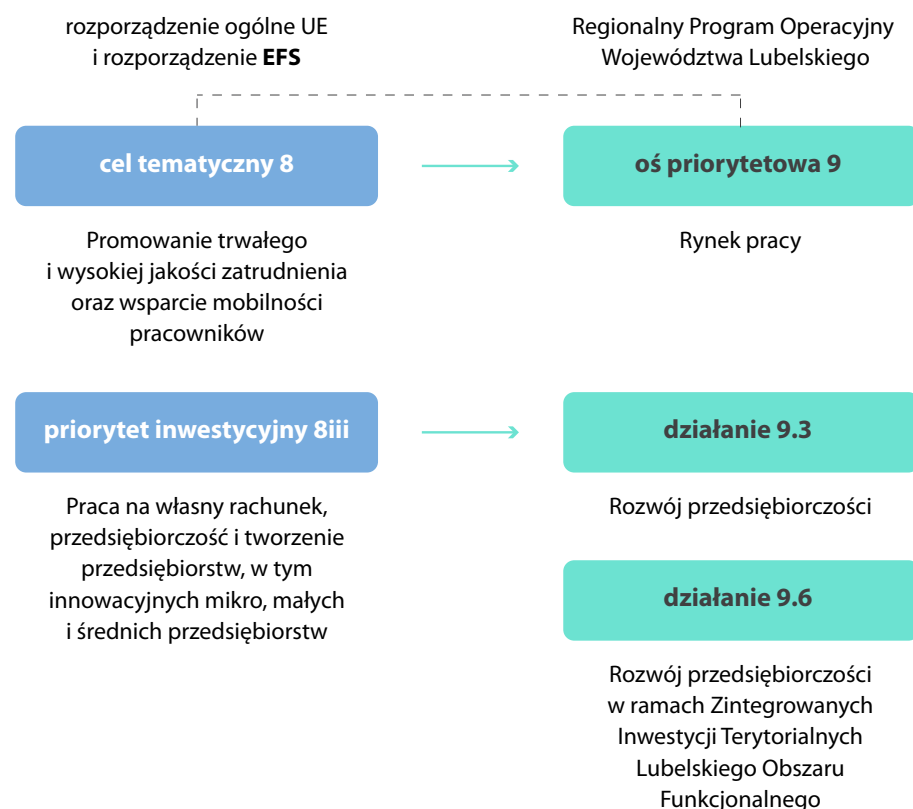 rozporządzenie ogólne UE
i rozporządzenie EFS
Regionalny Program Operacyjny
Województwa Lubelskiego
cel tematyczny 8
oś priorytetowa 9
Promowanie trwałego
i wysokiej jakości zatrudnienia
oraz wsparcie mobilności
pracowników
Rynek pracy
priorytet inwestycyjny 8iii
działanie 9.3
Praca na własny rachunek,
przedsiębiorczość i tworzenie
przedsiębiorstw, w tym
innowacyjnych mikro, małych
i średnich przedsiębiorstw
Rozwój przedsiębiorczości
działanie 9.6
Rozwój przedsiębiorczości
w ramach Zintegrowanych
Inwestycji Terytorialnych
Lubelskiego Obszaru
Funkcjonalnego